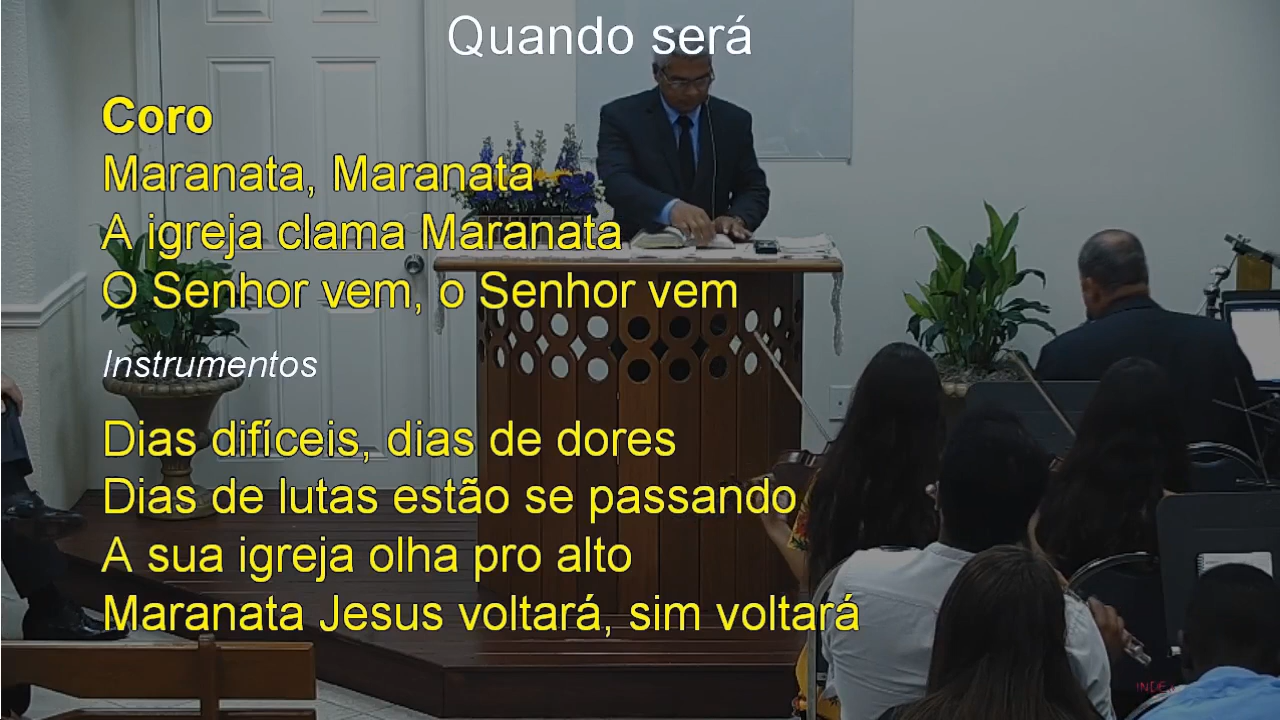 Quando será
Coro
Maranata, Maranata
A igreja clama Maranata
O Senhor vem, o Senhor vem
Instrumentos
Dias difíceis, dias de dores
Dias de lutas estão se passando
A sua igreja olha pro alto
Maranata Jesus voltará, sim voltará